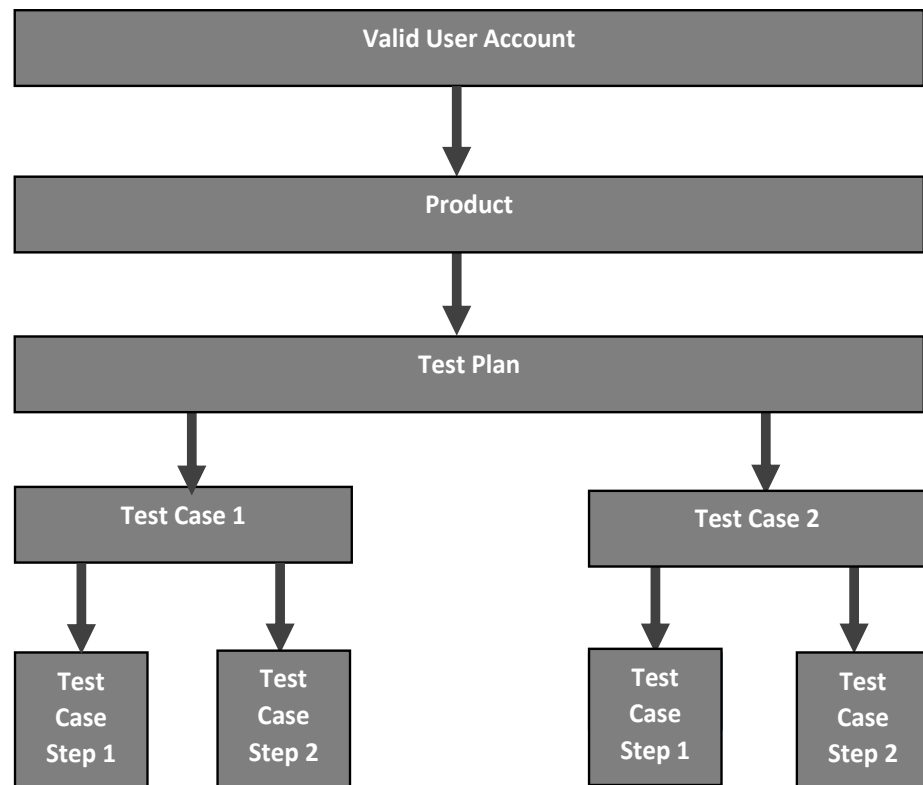 Valid User Account
Product
Test Plan
Test Case 1
Test Case 2
Test
Case
Step 1
Test
Case
Step 2
Test
Case
Step 1
Test
Case
Step 2